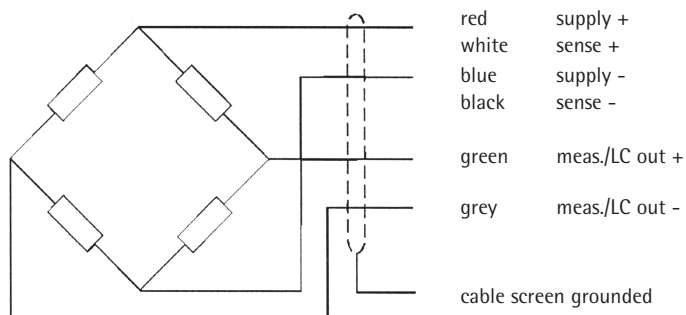 red supply +
white sense +
blue supply -
black sense -
green meas./LC out +
grey meas./LC out -
cable screen grounded